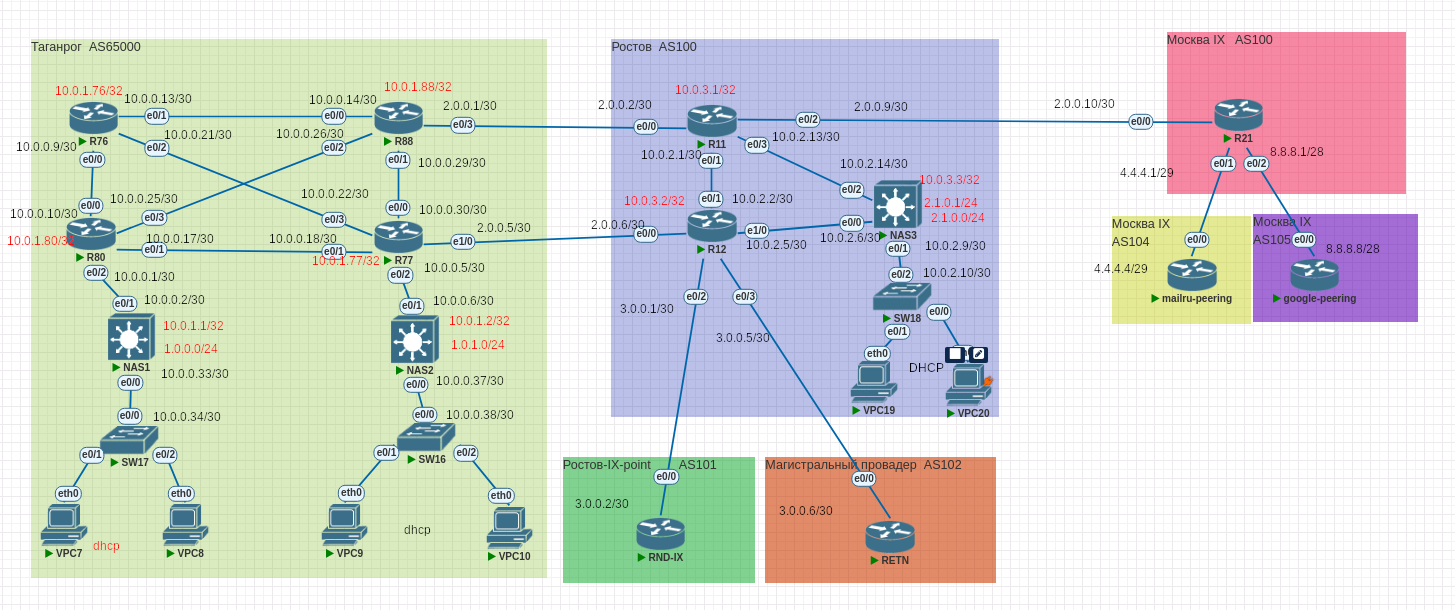 Таганрог AS65000
10.0.1.76/32
10.0.0.13/30
e0/1
R76
10.0.0.9/30
e0/0
e0/2
10.0.0.21/30
10.0.1.88/32
10.0.0.14/30
e0/0
R88
2.0.0.1/30
e0/3
10.0.0.26/30
e0/2
e0/1
10.0.0.29/30
10.0.0.10/30
e0/0
10.0.0.25/30
e0/3
10.0.1.80/32
R80
e0/1
10.0.0.17/30
e0/2
10.0.0.1/30
10.0.0.22/30
e0/3
e0/0
10.0.0.30/30
10.0.0.18/30
e0/1
10.0.1.77/32
R77
e1/0
2.0.0.5/30
e0/2
10.0.0.5/30
e0/1
10.0.0.2/30
10.0.1.1/32
1.0.0.0/24
NAS1
10.0.0.33/30
e0/0
e0/0
10.0.0.34/30
SW17
e0/1
e0/2
eth0
eth0
VPC7
dhcp
VPC8
e0/1
10.0.0.6/30
10.0.1.2/32
1.0.1.0/24
NAS2
e0/0
10.0.0.37/30
e0/0
10.0.0.38/30
SW16
e0/1
e0/2
eth0
eth0
VPC9
dhcp
VPC10
Ростов AS100
10.0.3.1/32
2.0.0.2/30
e0/0
R11
2.0.0.9/30
e0/2
10.0.2.13/30
e0/3
10.0.2.1/30
e0/1
10.0.2.14/30
e0/2
10.0.3.3/32
2.1.0.1/24
2.1.0.0/24
NAS3
10.0.3.2/32
e0/1
10.0.2.2/30
2.0.0.6/30
e0/0
R12
e1/0
10.0.2.5/30
e0/0
10.0.2.6/30
e0/1
10.0.2.9/30
e0/2
10.0.2.10/30
SW18
e0/0
e0/1
eth0
DHCP
VPC19
VPC20
e0/2
3.0.0.1/30
e0/3
3.0.0.5/30
Ростов-IX-point AS101
e0/0
3.0.0.2/30
RND-IX
Магистральный провадер AS102
e0/0
3.0.0.6/30
RETN
Москва IX AS100
2.0.0.10/30
e0/0
R21
4.4.4.1/29
e0/1
e0/2
8.8.8.1/28
Москва IX
AS104
e0/0
4.4.4.4/29
mailru-peering
Москва IX
AS105
e0/0
8.8.8.8/28
google-peering